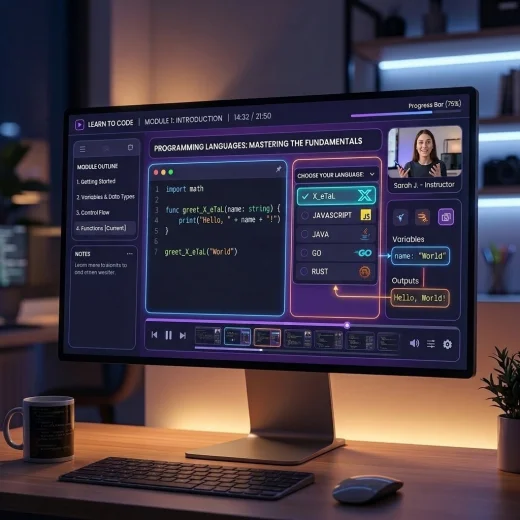 LEARN TO CODE | MODULE 1: INTRODUCTION | 14:32 / 21:50
Progress Bar (75%)
PROGRAMMING LANGUAGES: MASTERING THE FUNDAMENTALS
MODULE OUTLINE
1. Getting Started
2. Variables & Data Types
3. Control Flow
4. Functions [Current]
NOTES
1 import math
2
3 func greet_X_eTaL(name: string) {
4 print("Hello, " + name + "!")
5 }
6
7 greet_X_eTaL("World")
CHOOSE YOUR LANGUAGE:
X_eTaL
JAVASCRIPT JS
JAVA
GO GO
RUST
Sarah J. - Instructor
Variables
name: "World"
Outputs
Hello, World!